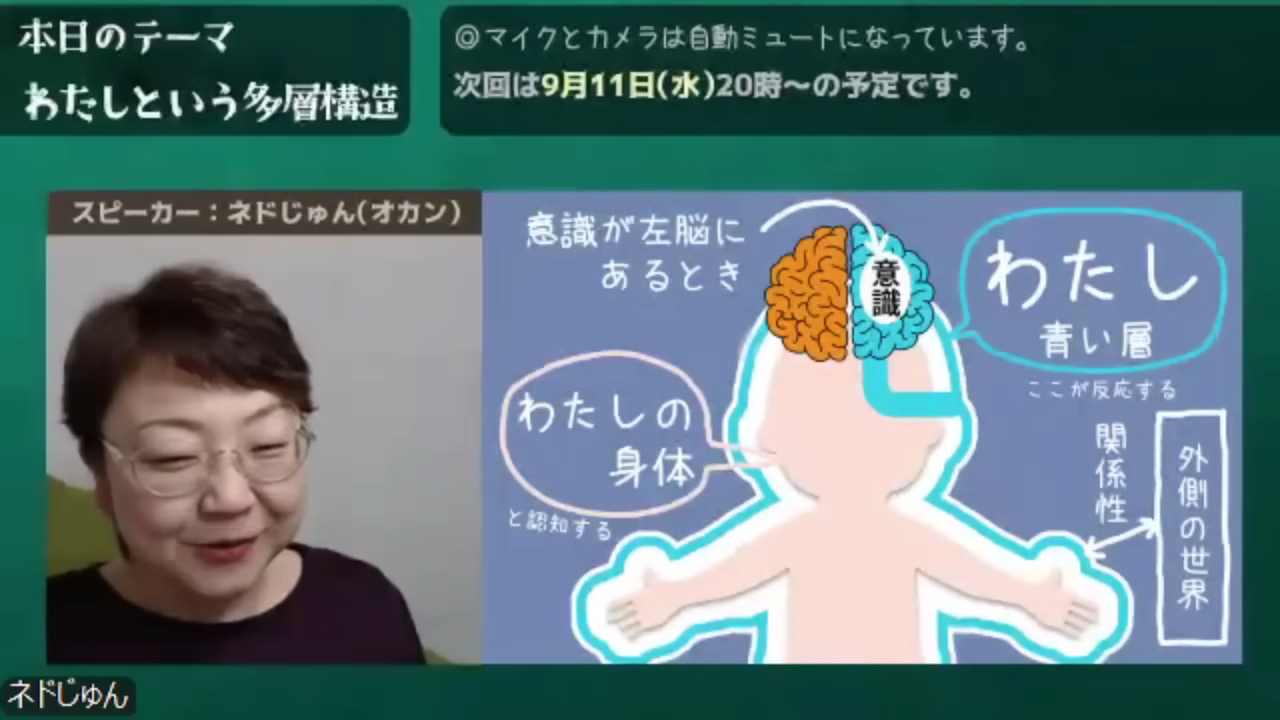 本日のテーマ
わたしという多層構造
◎マイクとカメラは自動ミュートになっています。
次回は9月11日(水)20時〜の予定です。
スピーカー：ネドじゅん(オカン)
意識が左脳に
あるとき
意識
わたし
青い層
ここが反応する
わたしの
身体
と認知する
関係性
外側の世界
ネドじゅん